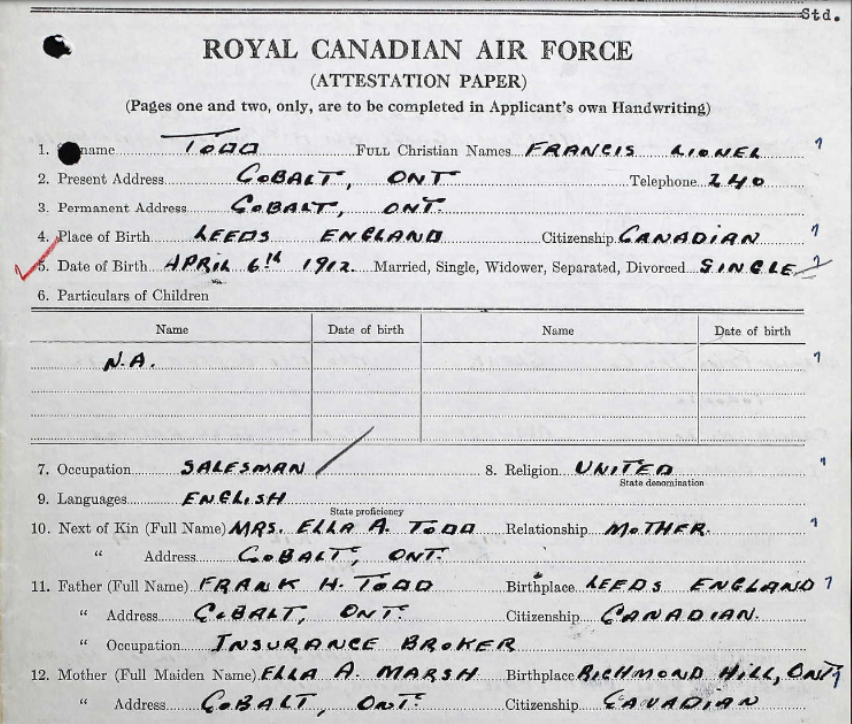 Std.
ROYAL CANADIAN AIR FORCE
(ATTESTATION PAPER)
(Pages one and two, only, are to be completed in Applicant's own Handwriting)
1. name TODD FULL Christian Names FRANCIS LIONEL
2. Present Address COBALT, ONT Telephone 240
3. Permanent Address COBALT, ONT.
4. Place of Birth LEEDS ENGLAND Citizenship CANADIAN
5. Date of Birth APRIL 6th 1912. Married, Single, Widower, Separated, Divorced SINGLE
6. Particulars of Children
Name Date of birth Name Date of birth
N.A.
7. Occupation SALESMAN 8. Religion UNITED
State denomination
9. Languages ENGLISH
State proficiency
10. Next of Kin (Full Name) MRS. ELLA A. TODD Relationship MOTHER.
" Address COBALT, ONT.
11. Father (Full Name) FRANK H. TODD Birthplace LEEDS ENGLAND
" Address COBALT, ONT. Citizenship CANADIAN.
" Occupation INSURANCE BROKER
12. Mother (Full Maiden Name) ELLA A. MARSH Birthplace RICHMOND HILL, ONT.
" Address COBALT, ONT. Citizenship CANADIAN